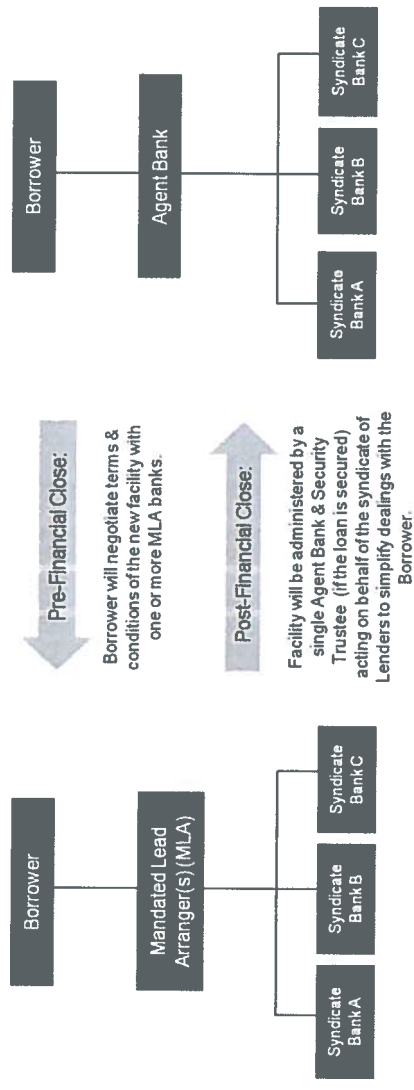 Borrower
Mandated Lead
Arranger(s) (MLA)
Syndicate
Bank A
Syndicate
Bank B
Syndicate
Bank C
Pre-Financial Close:
Borrower will negotiate terms &
conditions of the new facility with
one or more MLA banks.
Post-Financial Close:
Facility will be administered by a
single Agent Bank & Security
Trustee (if the loan is secured)
acting on behalf of the syndicate of
Lenders to simplify dealings with the
Borrower.
Borrower
Agent Bank
Syndicate
Bank A
Syndicate
Bank B
Syndicate
Bank C